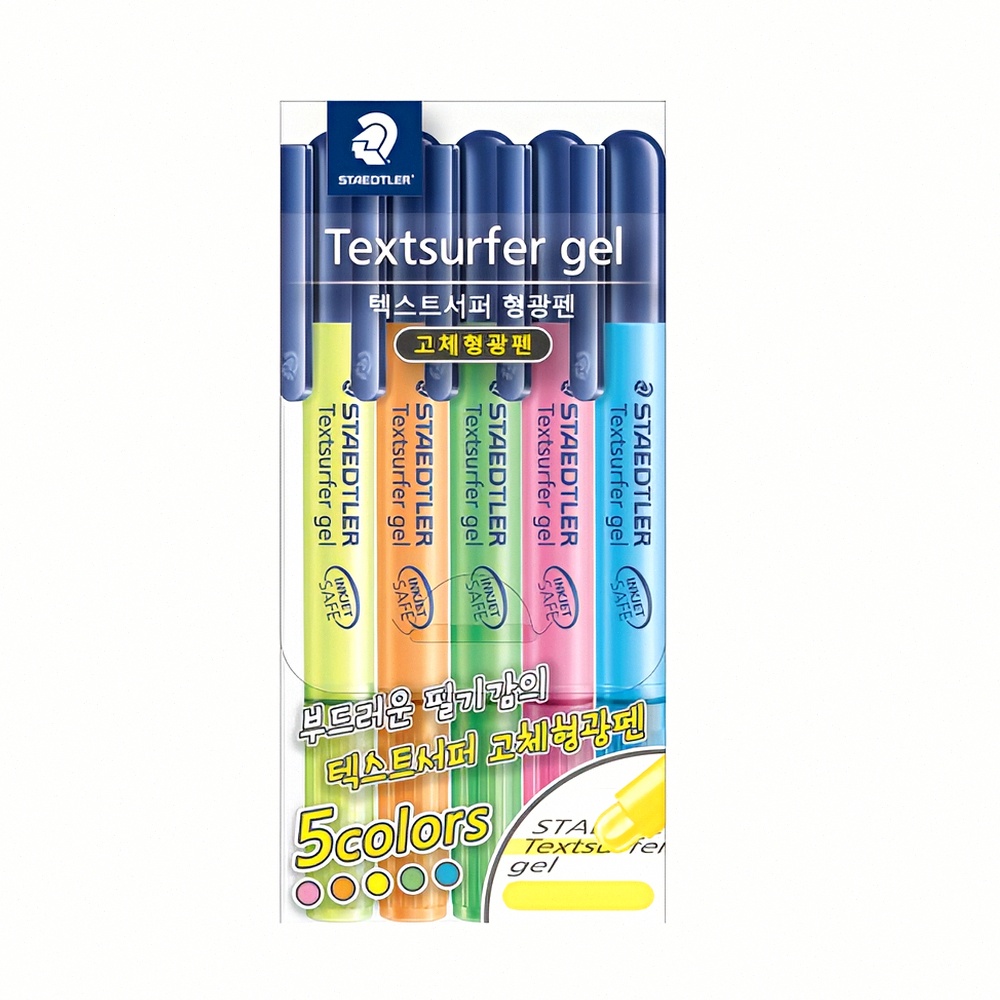 STAEDTLER
Textsurfer gel
텍스트서퍼 형광펜
고체형광펜
STAEDTLER
Textsurfer gel
INKJET
SAFE
STAEDTLER
Textsurfer gel
INKJET
SAFE
STAEDTLER
Textsurfer gel
INKJET
SAFE
STAEDTLER
Textsurfer gel
INKJET
SAFE
STAEDTLER
Textsurfer gel
INKJET
SAFE
부드러운 필기감의
텍스트서퍼 고체형광펜
5colors
gel